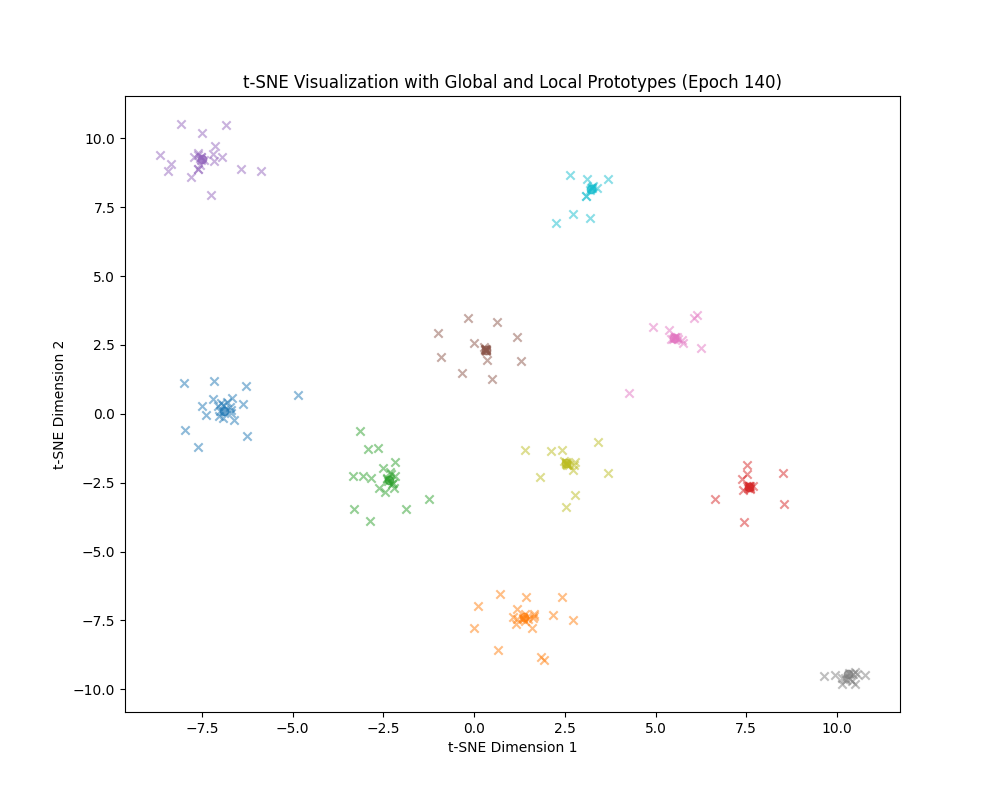 t-SNE Visualization with Global and Local Prototypes (Epoch 140)
10.0
7.5
5.0
2.5
0.0
−2.5
−5.0
−7.5
−10.0
t-SNE Dimension 2
−7.5 −5.0 −2.5 0.0 2.5 5.0 7.5 10.0
t-SNE Dimension 1